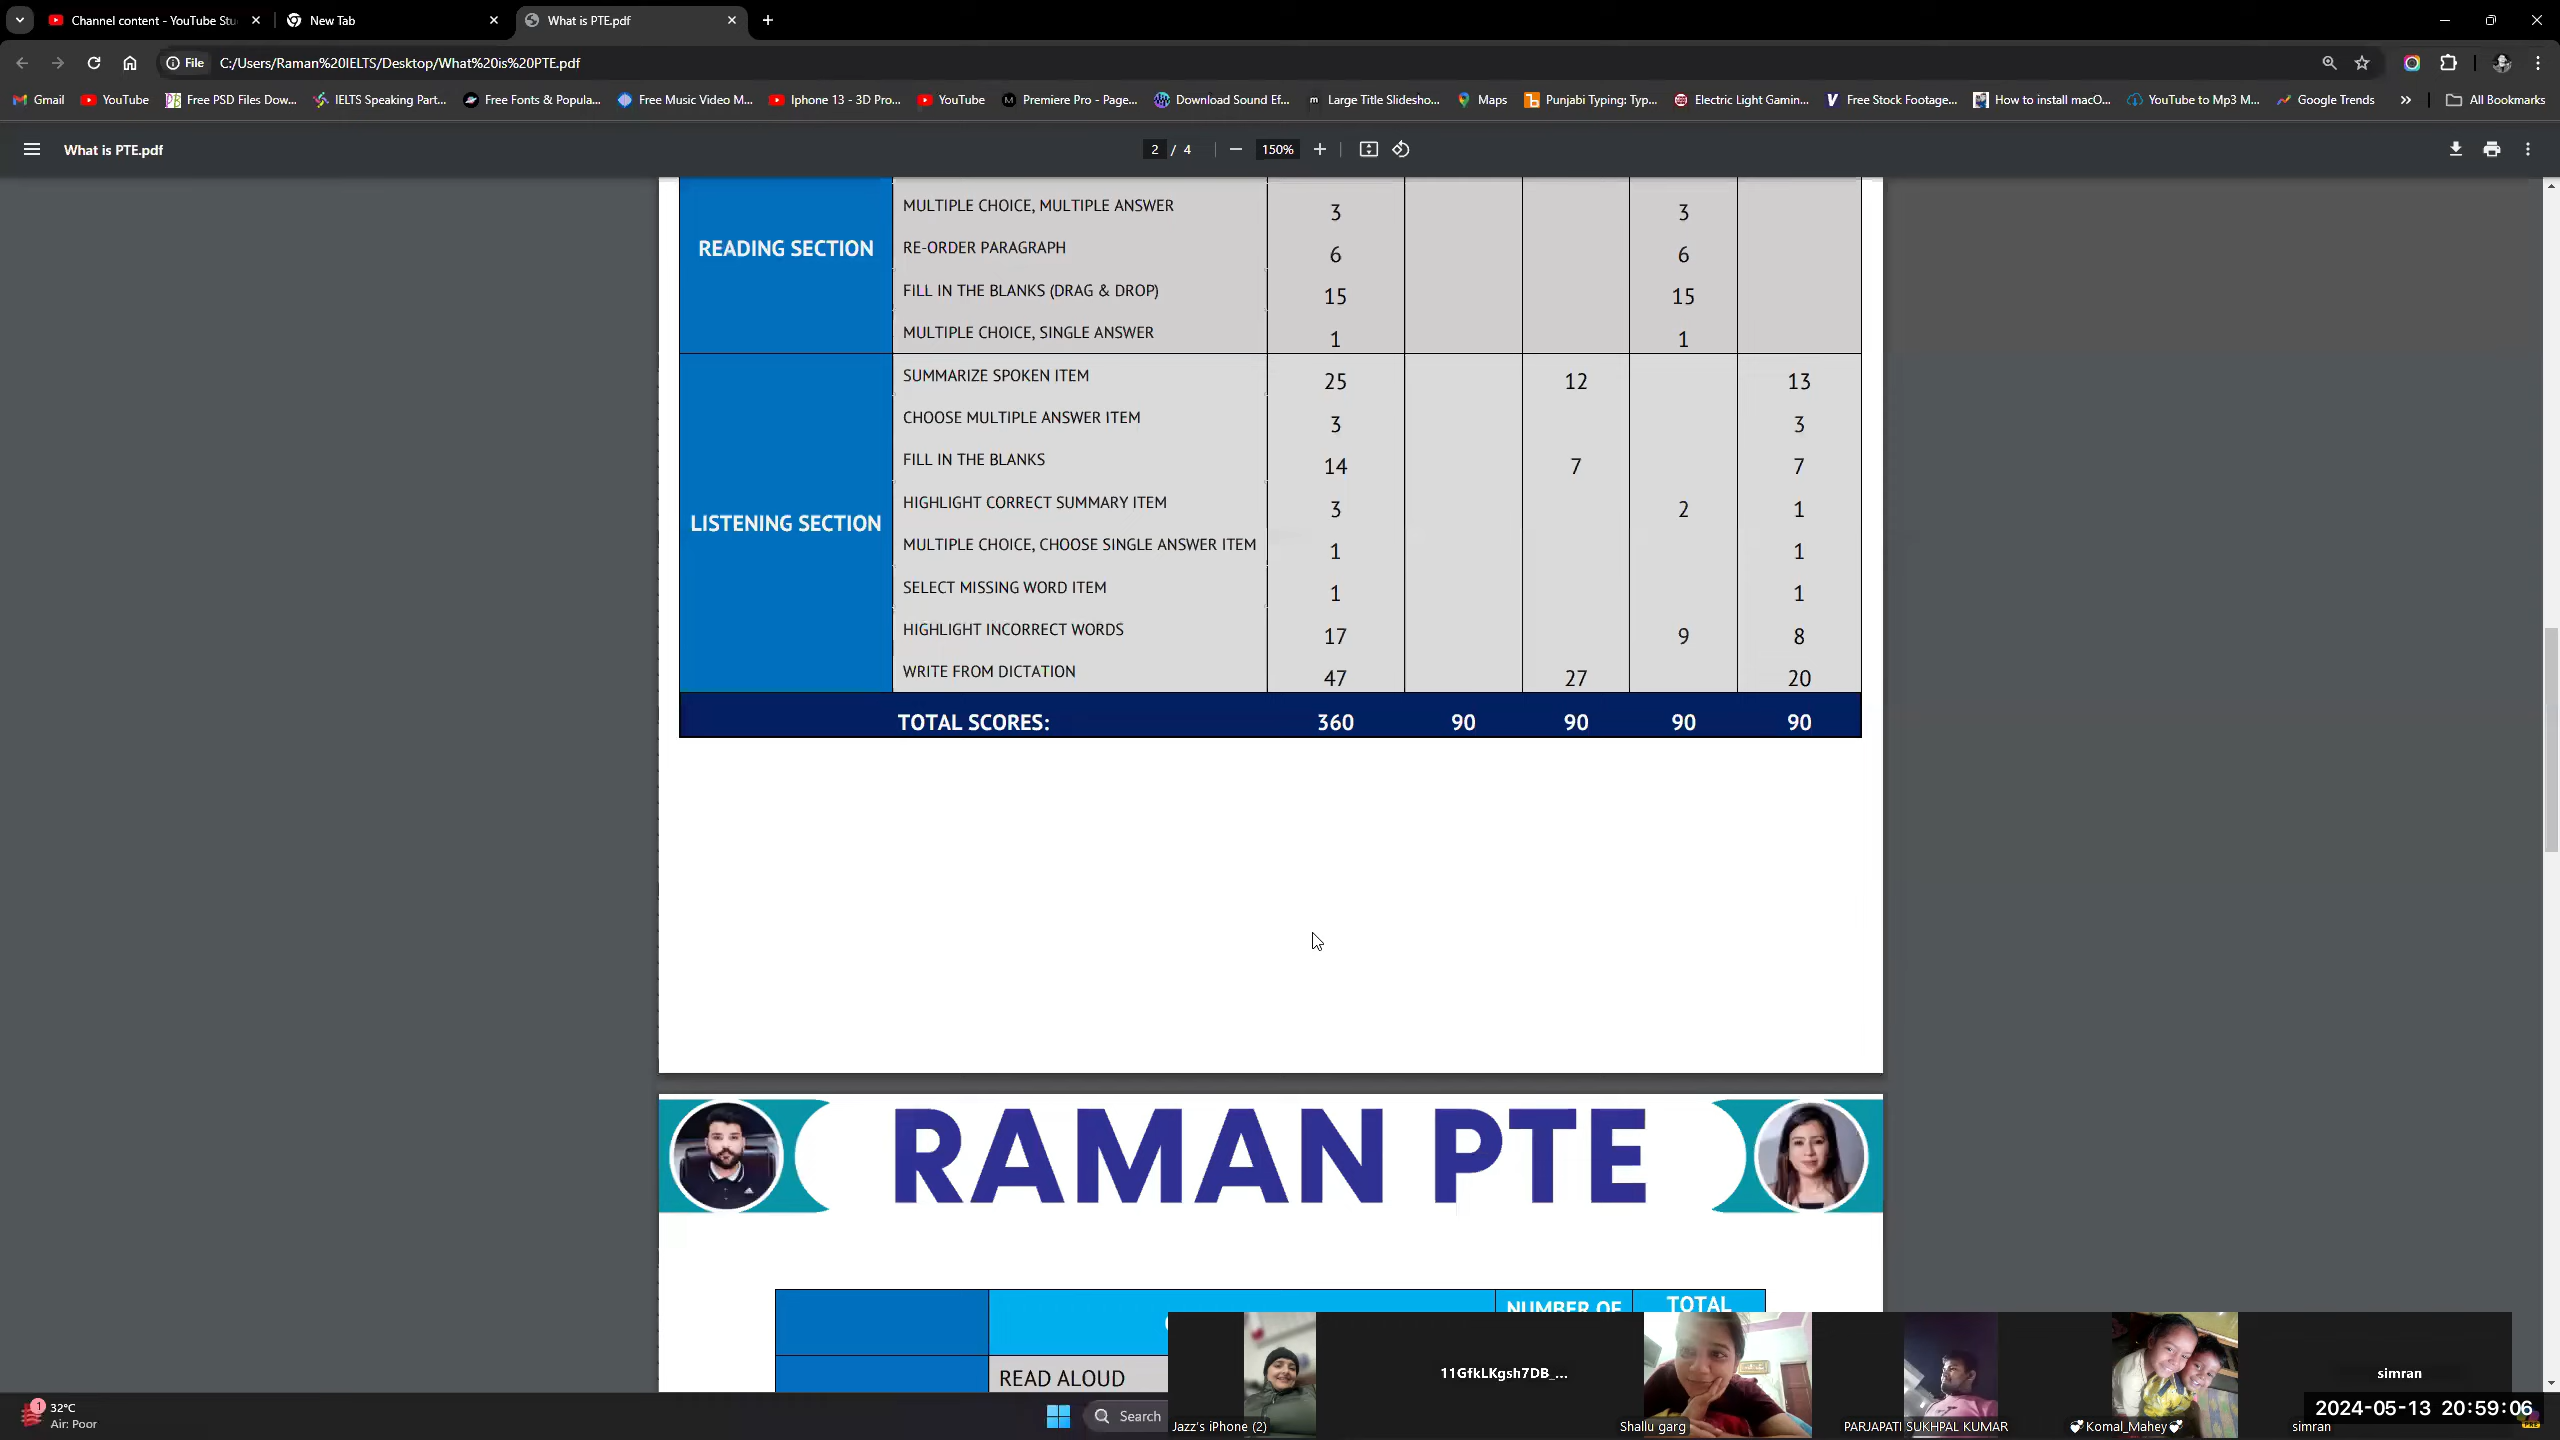 Channel content - YouTube Stu
New Tab
What is PTE.pdf
File C:/Users/Raman%20IELTS/Desktop/What%20is%20PTE.pdf
Gmail YouTube Free PSD Files Dow... IELTS Speaking Part... Free Fonts & Popula... Free Music Video M... Iphone 13 - 3D Pro... YouTube Premiere Pro - Page... Download Sound Ef... Large Title Slidesho... Maps Punjabi Typing: Typ... Electric Light Gamin... Free Stock Footage... How to install macO... YouTube to Mp3 M... Google Trends » All Bookmarks
What is PTE.pdf 2 / 4 150%
MULTIPLE CHOICE, MULTIPLE ANSWER 3 3
READING SECTION
RE-ORDER PARAGRAPH 6 6
FILL IN THE BLANKS (DRAG & DROP) 15 15
MULTIPLE CHOICE, SINGLE ANSWER 1 1
SUMMARIZE SPOKEN ITEM 25 12 13
CHOOSE MULTIPLE ANSWER ITEM 3 3
FILL IN THE BLANKS 14 7 7
HIGHLIGHT CORRECT SUMMARY ITEM 3 2 1
LISTENING SECTION
MULTIPLE CHOICE, CHOOSE SINGLE ANSWER ITEM 1 1
SELECT MISSING WORD ITEM 1 1
HIGHLIGHT INCORRECT WORDS 17 9 8
WRITE FROM DICTATION 47 27 20
TOTAL SCORES: 360 90 90 90 90
RAMAN PTE
NUMBER OF TOTAL
READ ALOUD
11GfkLKgsh7DB_...
simran
1 32°C
Air: Poor
Search
Jazz's iPhone (2)
Shallu garg
PARJAPATI SUKHPAL KUMAR
💞Komal_Mahey💞
simran
2024-05-13 20:59:06